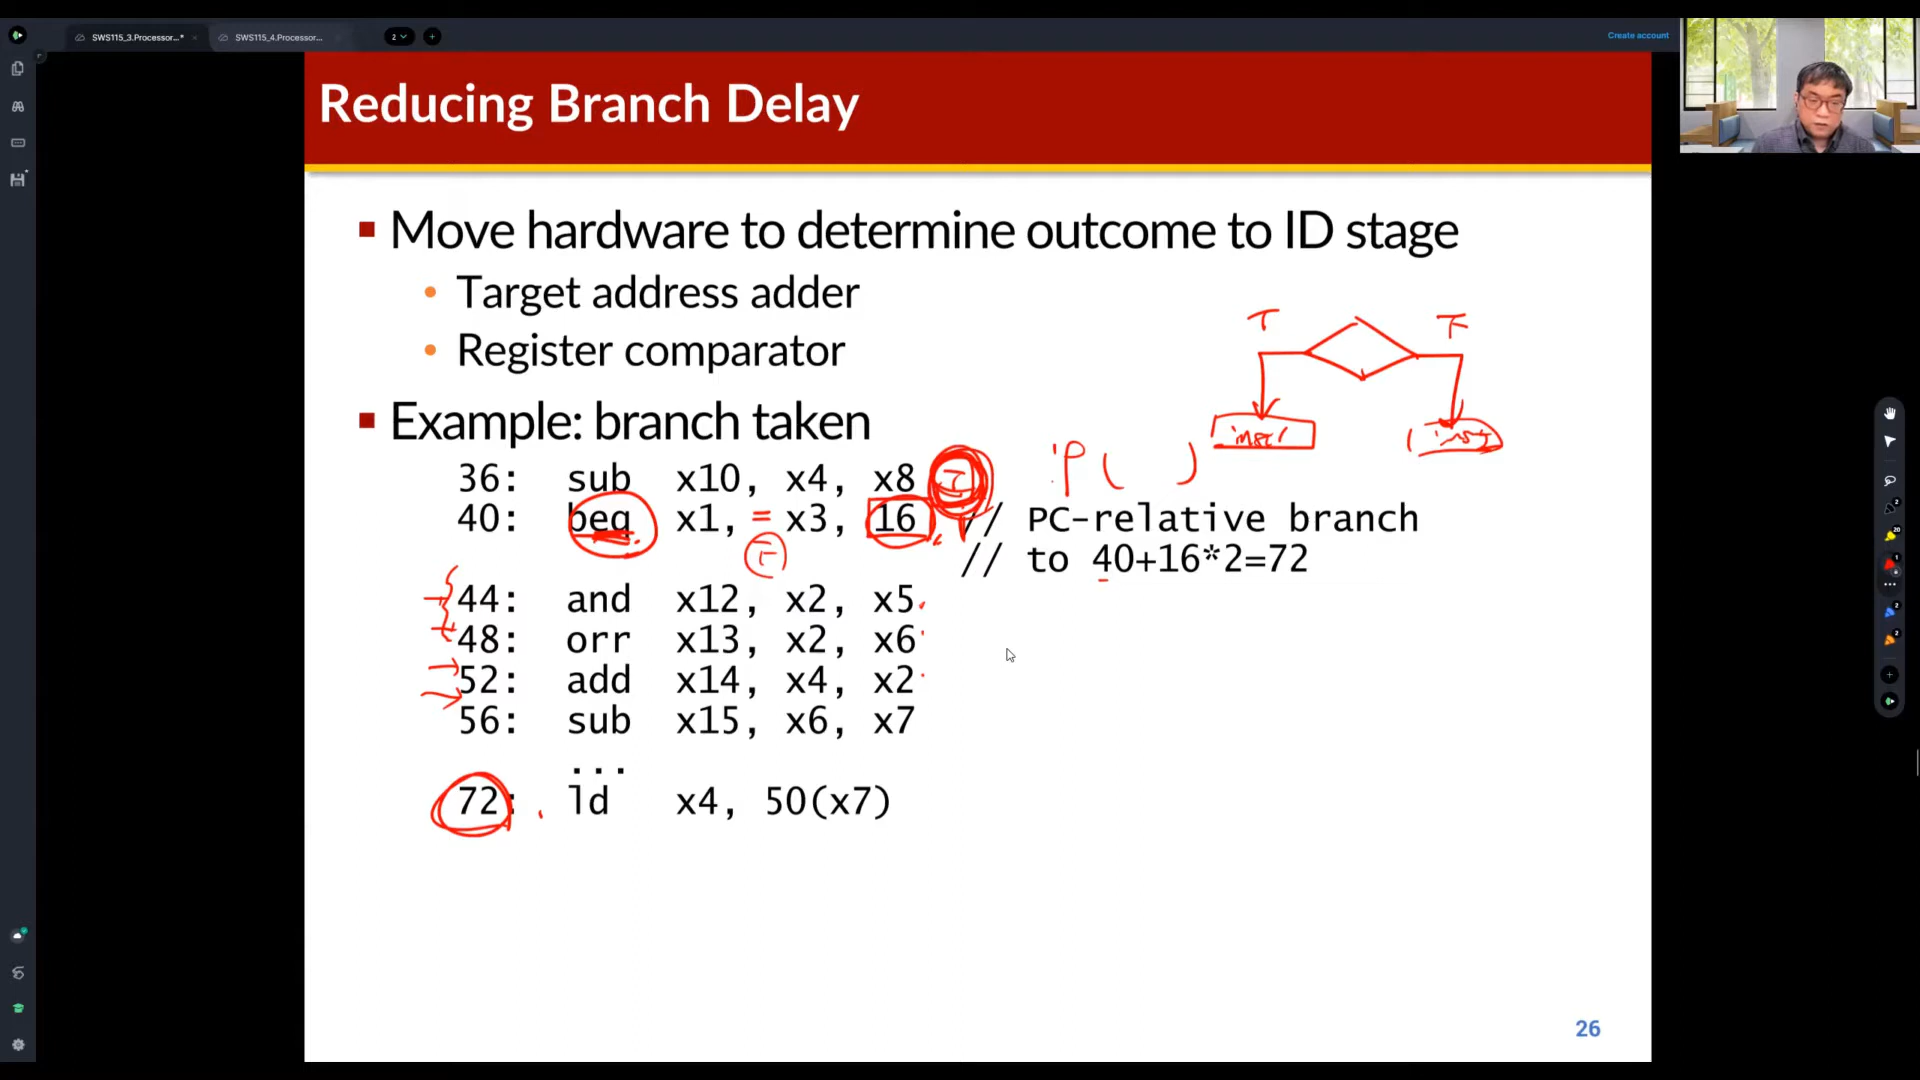 SWS115_3.Processor...*
SWS115_4.Processor...
2
Create account
Reducing Branch Delay
Move hardware to determine outcome to ID stage
Target address adder
Register comparator
T F
Example: branch taken
inst
P( )
36: sub x10, x4, x8 T
40: beq x1, = x3, 16 // PC-relative branch
F // to 40+16*2=72
44: and x12, x2, x5
48: orr x13, x2, x6
52: add x14, x4, x2
56: sub x15, x6, x7
...
72: ld x4, 50(x7)
26